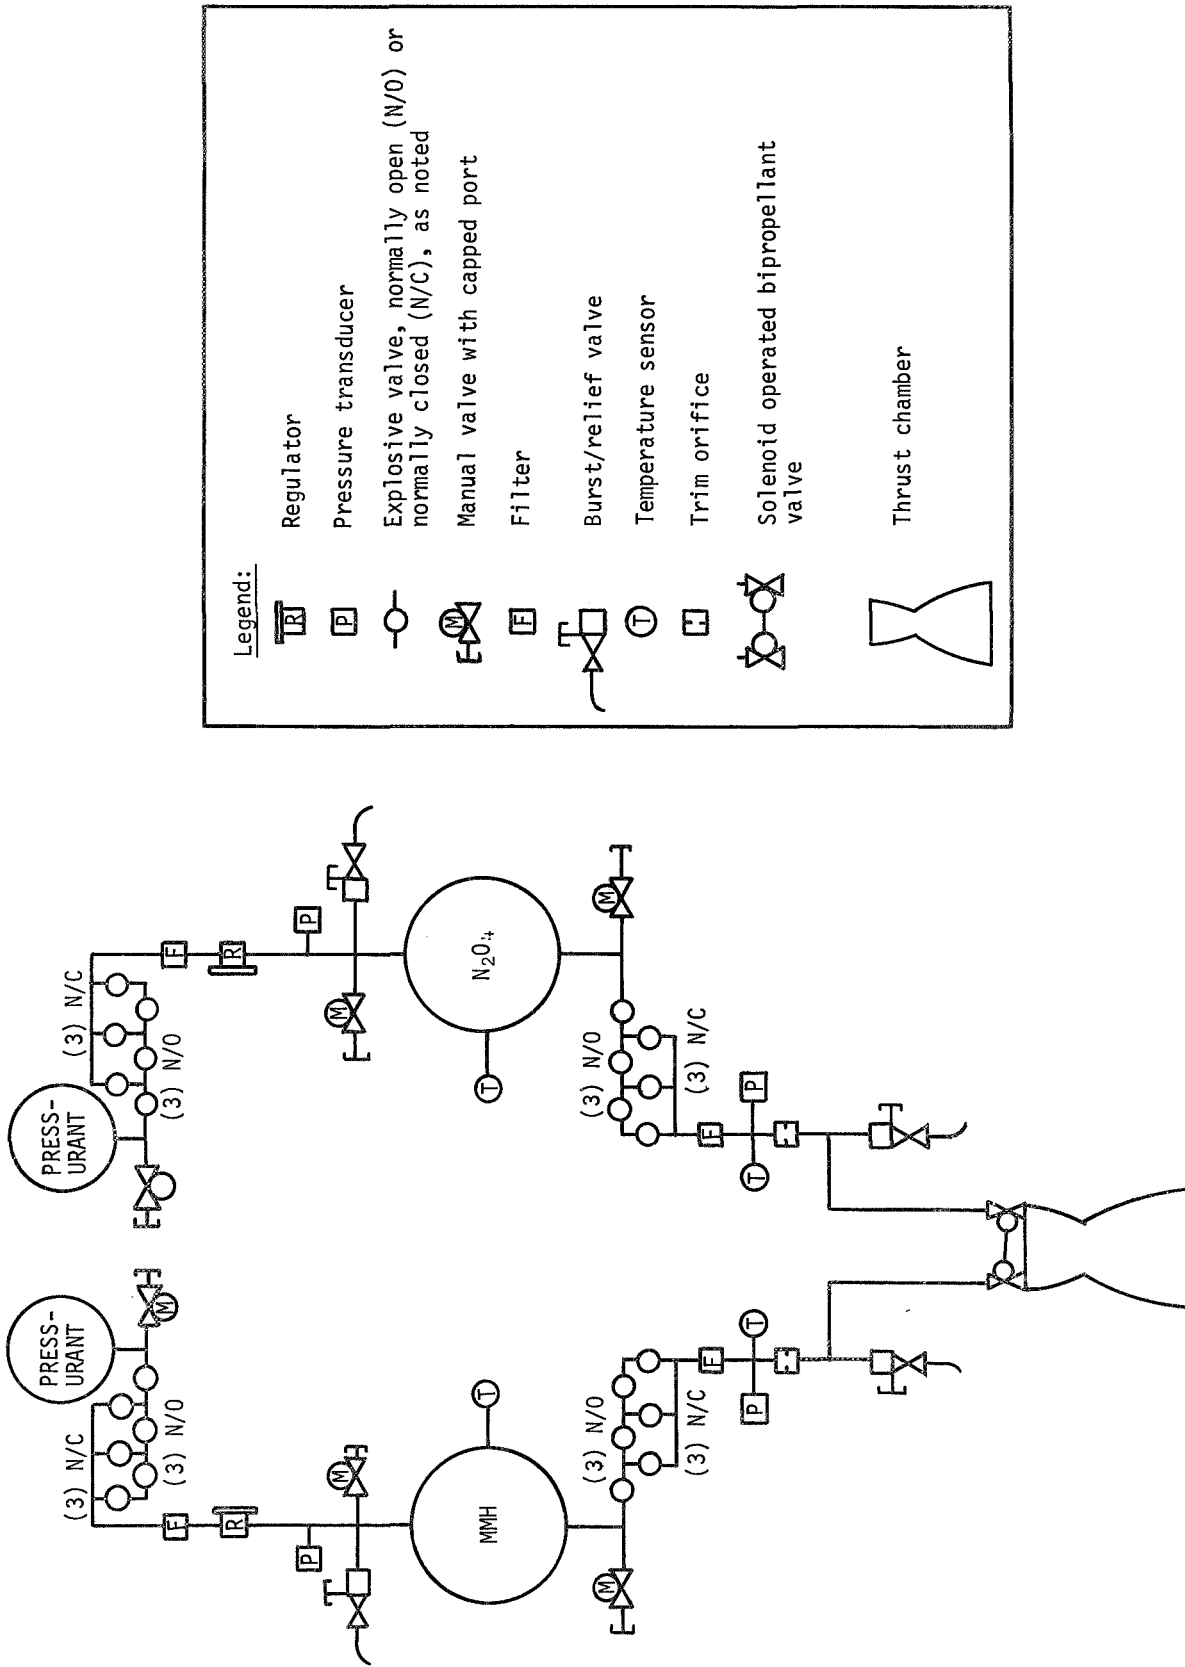 PRESS-
URANT
(3) N/C
(3) N/O
M
F
R
P
M
MMH
T
M
(3) N/O
(3) N/C
F
P
T
PRESS-
URANT
(3) N/C
(3) N/O
F
R
P
M
N₂O₄
T
M
(3) N/O
(3) N/C
F
P
T
Legend:
R
Regulator
P
Pressure transducer
Explosive valve, normally open (N/O) or
normally closed (N/C), as noted
M
Manual valve with capped port
F
Filter
Burst/relief valve
T
Temperature sensor
Trim orifice
Solenoid operated bipropellant
valve
Thrust chamber